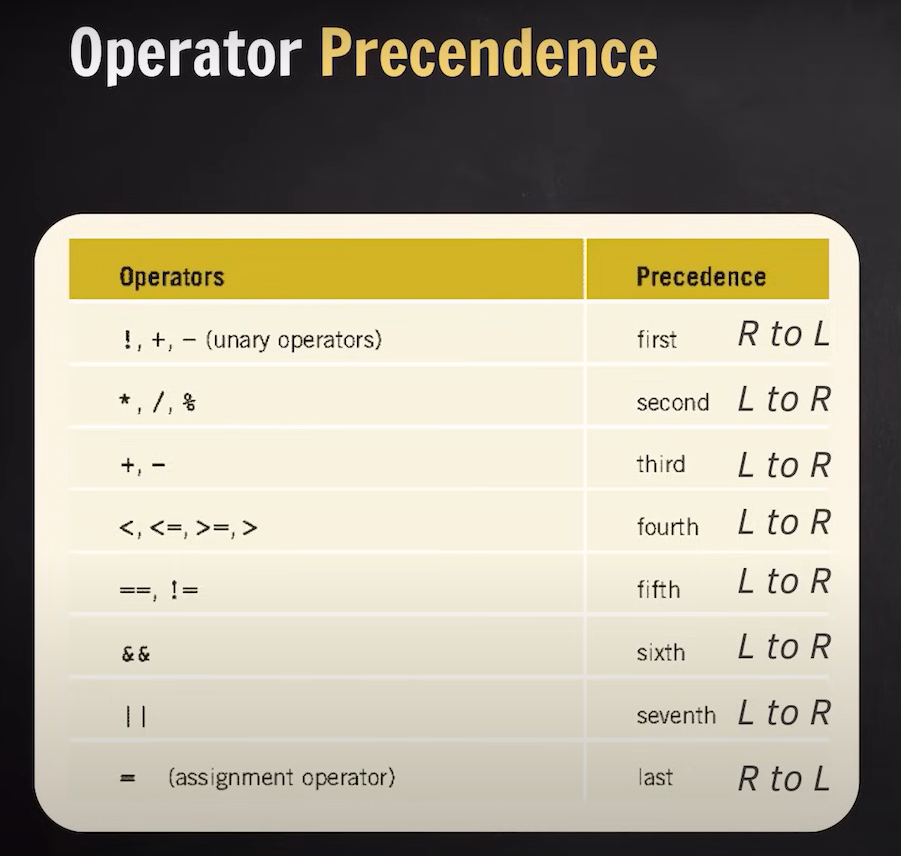 Operator Precendence
Operators Precedence
!, +, - (unary operators) first R to L
*, /, % second L to R
+, - third L to R
<, <=, >=, > fourth L to R
==, != fifth L to R
&& sixth L to R
|| seventh L to R
= (assignment operator) last R to L